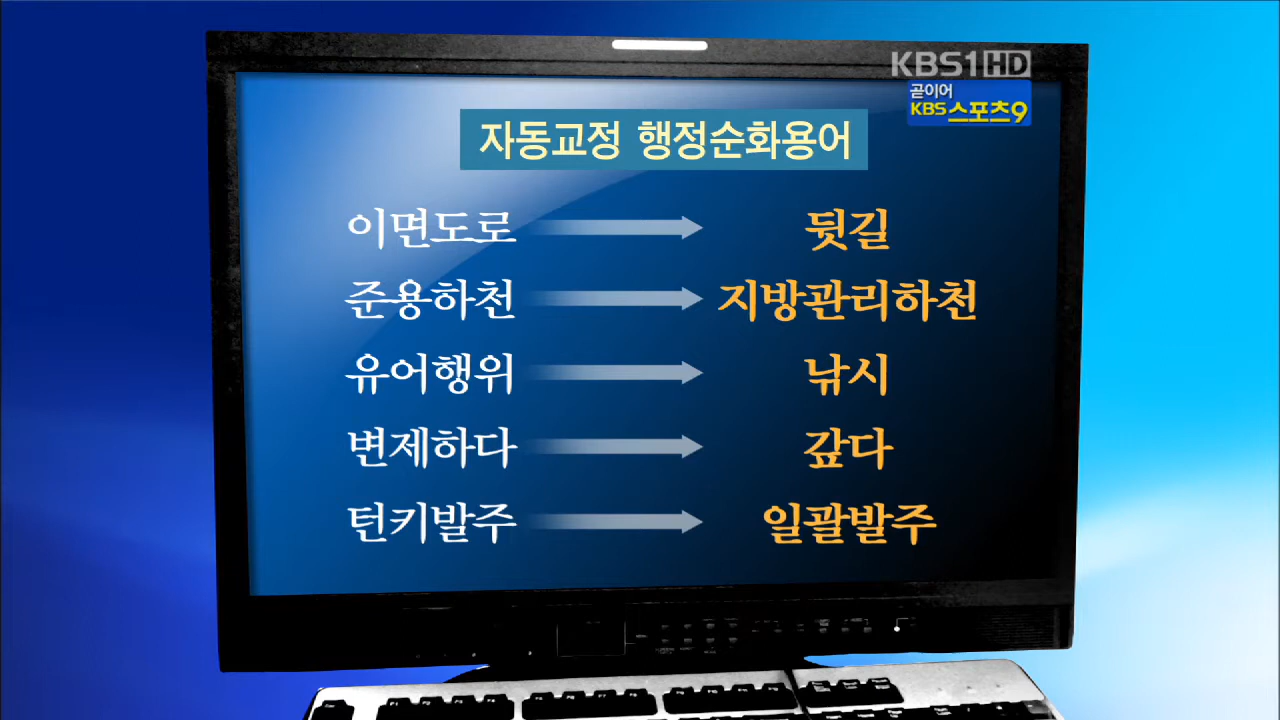 KBS1HD
곧이어
KBS 스포츠9
자동교정 행정순화용어
이면도로 → 뒷길
준용하천 → 지방관리하천
유어행위 → 낚시
변제하다 → 갚다
턴키발주 → 일괄발주